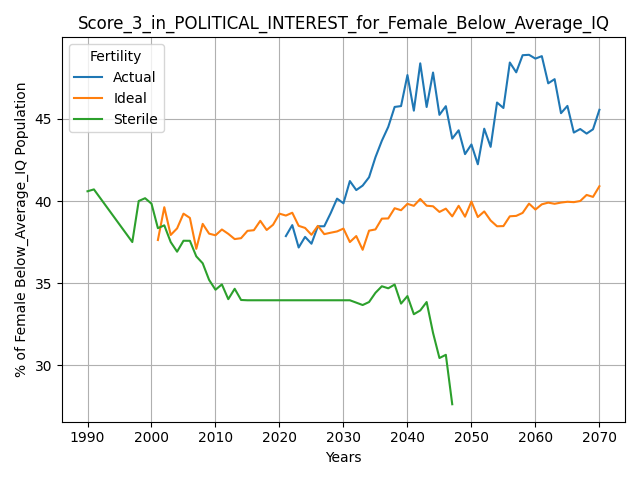 Score_3_in_POLITICAL_INTEREST_for_Female_Below_Average_IQ
Fertility
Actual
Ideal
Sterile
% of Female Below_Average_IQ Population
45
40
35
30
1990 2000 2010 2020 2030 2040 2050 2060 2070
Years